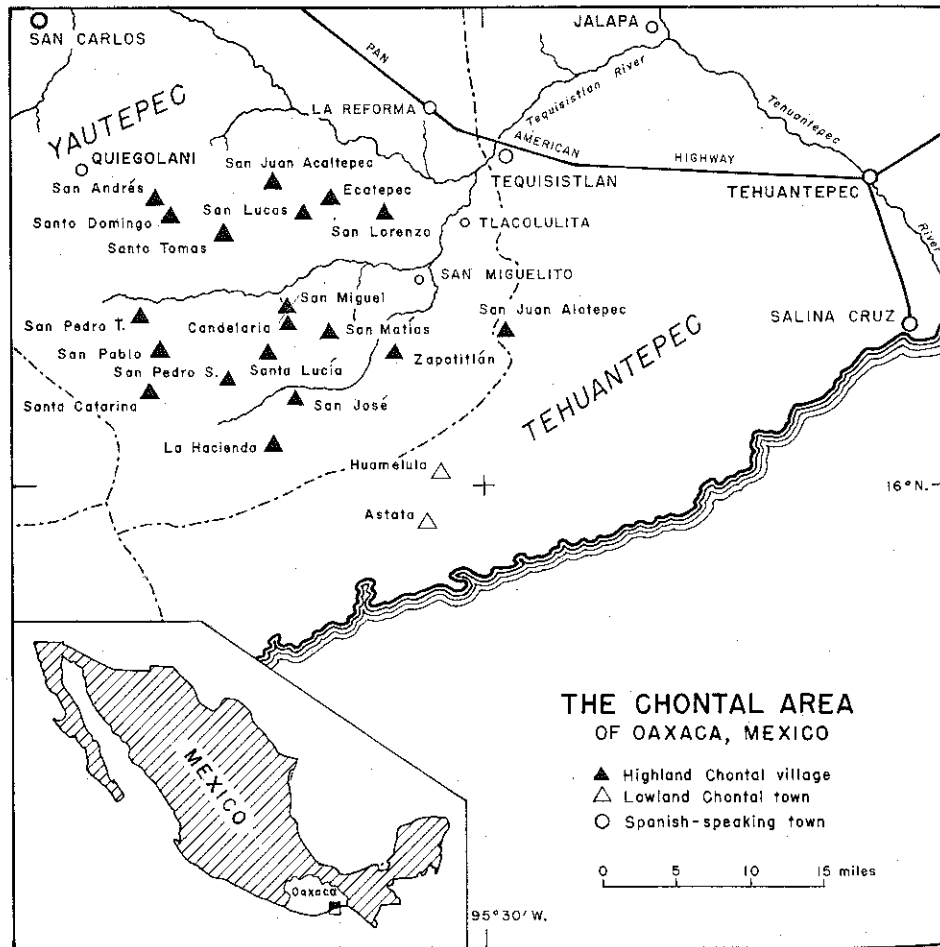 SAN CARLOS
JALAPA
PAN
AMERICAN
HIGHWAY
LA REFORMA
Tequisistlan River
Tehuantepec
River
YAUTEPEC
QUIEGOLANI
San Juan Acaltepec
TEQUISISTLAN
TEHUANTEPEC
San Andrés
Ecatepec
Santo Domingo
San Lucas
San Lorenzo
TLACOLULITA
Santo Tomas
SAN MIGUELITO
San Miguel
San Juan Alotepec
San Pedro T.
Candelaria
San Matías
SALINA CRUZ
San Pablo
San Pedro S.
Santa Lucía
Zapotitlán
TEHUANTEPEC
Santa Catarina
San José
La Hacienda
Huamelula
16°N.
Astata
MEXICO
Oaxaca
THE CHONTAL AREA
OF OAXACA, MEXICO
Highland Chontal village
Lowland Chontal town
Spanish-speaking town
0 5 10 15 miles
95°30'W.